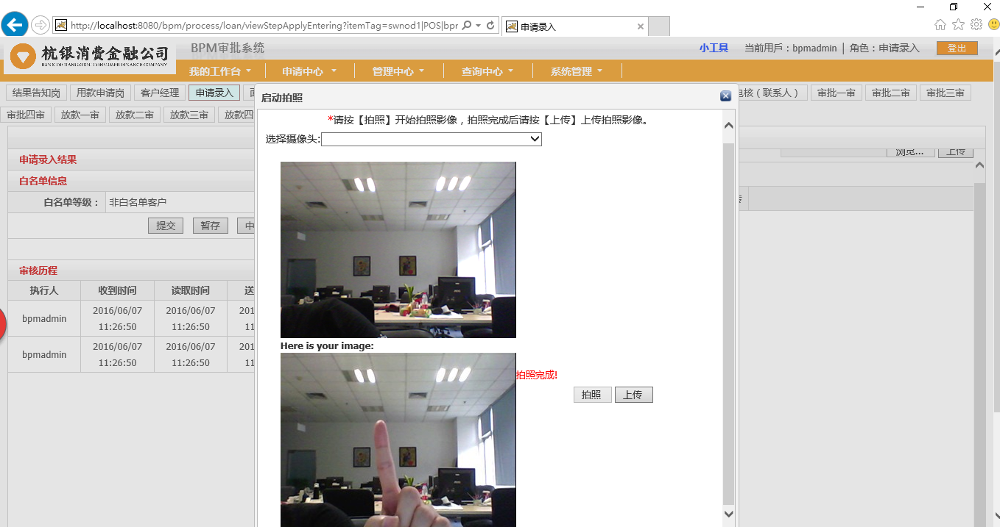 http://localhost:8080/bpm/process/loan/viewStepApplyEntering?itemTag=swnod1|POS|bpr
申请录入
杭银消费金融公司
BANK OF HANGZHOU CONSUMER FINANCE COMPANY
BPM审批系统
小工具 当前用戶：bpmadmin │ 角色：申请录入 登出
我的工作台 申请中心 管理中心 查询中心 系统管理
结果告知岗 用款申请岗 客户经理 申请录入 电核（联系人） 审批一审 审批二审 审批三审
审批四审 放款一审 放款二审 放款三审 放款四
启动拍照
*请按【拍照】开始拍照影像，拍照完成后请按【上传】上传拍照影像。
选择摄像头:
浏览... 上传
申请录入结果
白名单信息
白名单等级： 非白名单客户
提交 暂存 中
审核历程
执行人 收到时间 读取时间 送
bpmadmin 2016/06/07 11:26:50 2016/06/07 11:26:50 201 11
bpmadmin 2016/06/07 11:26:50 2016/06/07 11:26:50 201 11
Here is your image:
拍照完成!
拍照 上传